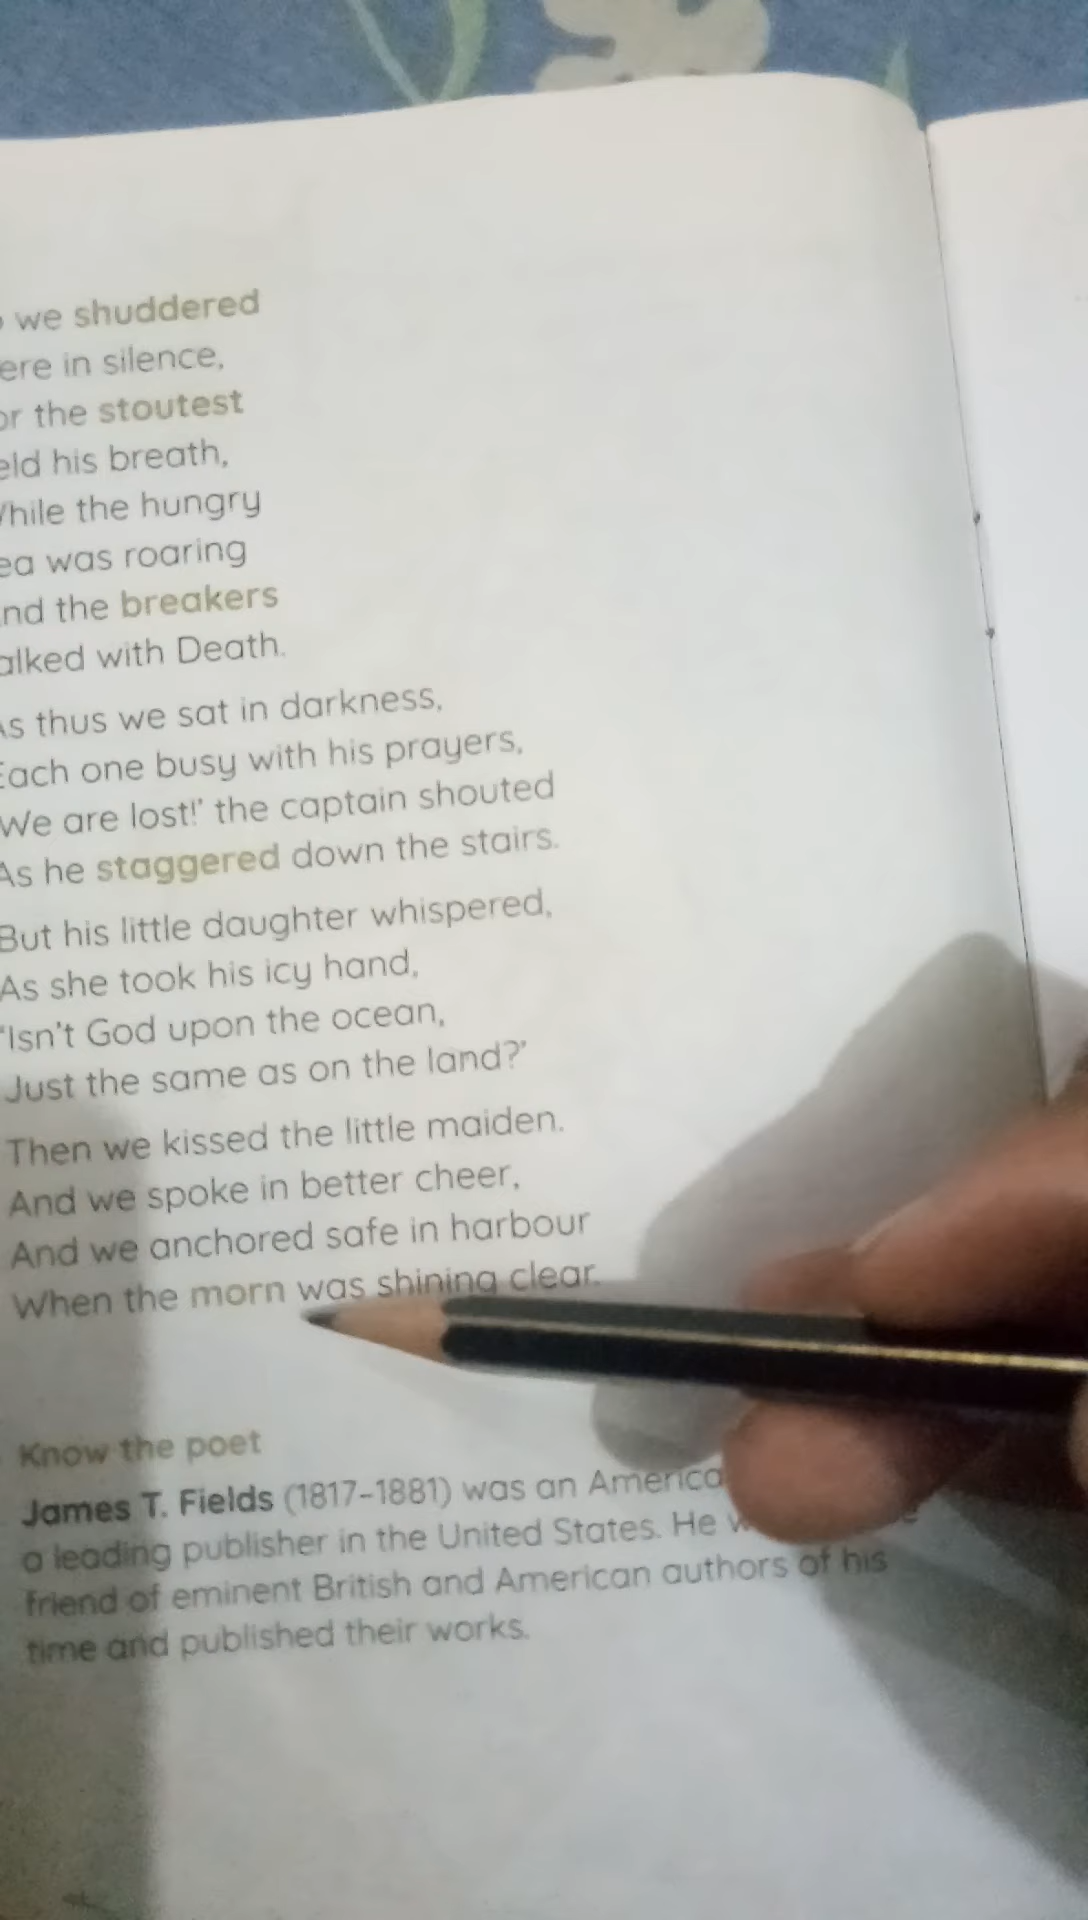 we shuddered
ere in silence,
or the stoutest
eld his breath,
While the hungry
ea was roaring
nd the breakers
alked with Death.
As thus we sat in darkness,
Each one busy with his prayers,
We are lost!' the captain shouted
As he staggered down the stairs.
But his little daughter whispered,
As she took his icy hand,
'Isn't God upon the ocean,
Just the same as on the land?'
Then we kissed the little maiden.
And we spoke in better cheer,
And we anchored safe in harbour
When the morn was shining clear.
Know the poet
James T. Fields (1817-1881) was an America
a leading publisher in the United States. He
friend of eminent British and American authors of his
time and published their works.